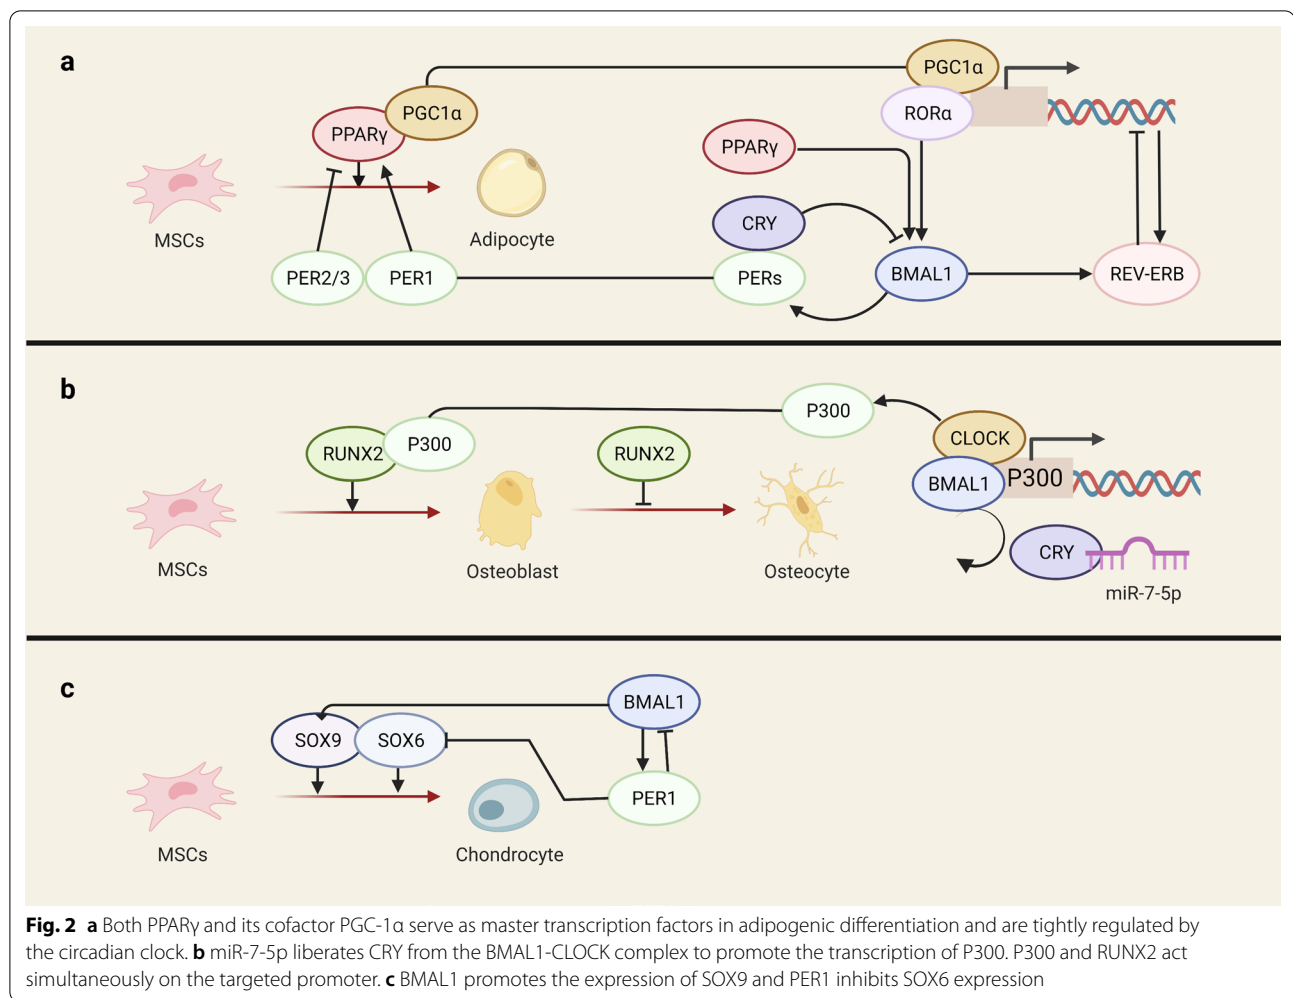 a
PGC1α
PGC1α
RORα
PPARγ
PPARγ
CRY
MSCs
Adipocyte
PER2/3
PER1
PERs
BMAL1
REV-ERB
b
P300
CLOCK
P300
RUNX2
RUNX2
BMAL1
P300
CRY
MSCs
Osteoblast
Osteocyte
miR-7-5p
c
BMAL1
SOX9
SOX6
PER1
MSCs
Chondrocyte
Fig. 2 a Both PPARγ and its cofactor PGC-1α serve as master transcription factors in adipogenic differentiation and are tightly regulated by
the circadian clock. b miR-7-5p liberates CRY from the BMAL1-CLOCK complex to promote the transcription of P300. P300 and RUNX2 act
simultaneously on the targeted promoter. c BMAL1 promotes the expression of SOX9 and PER1 inhibits SOX6 expression